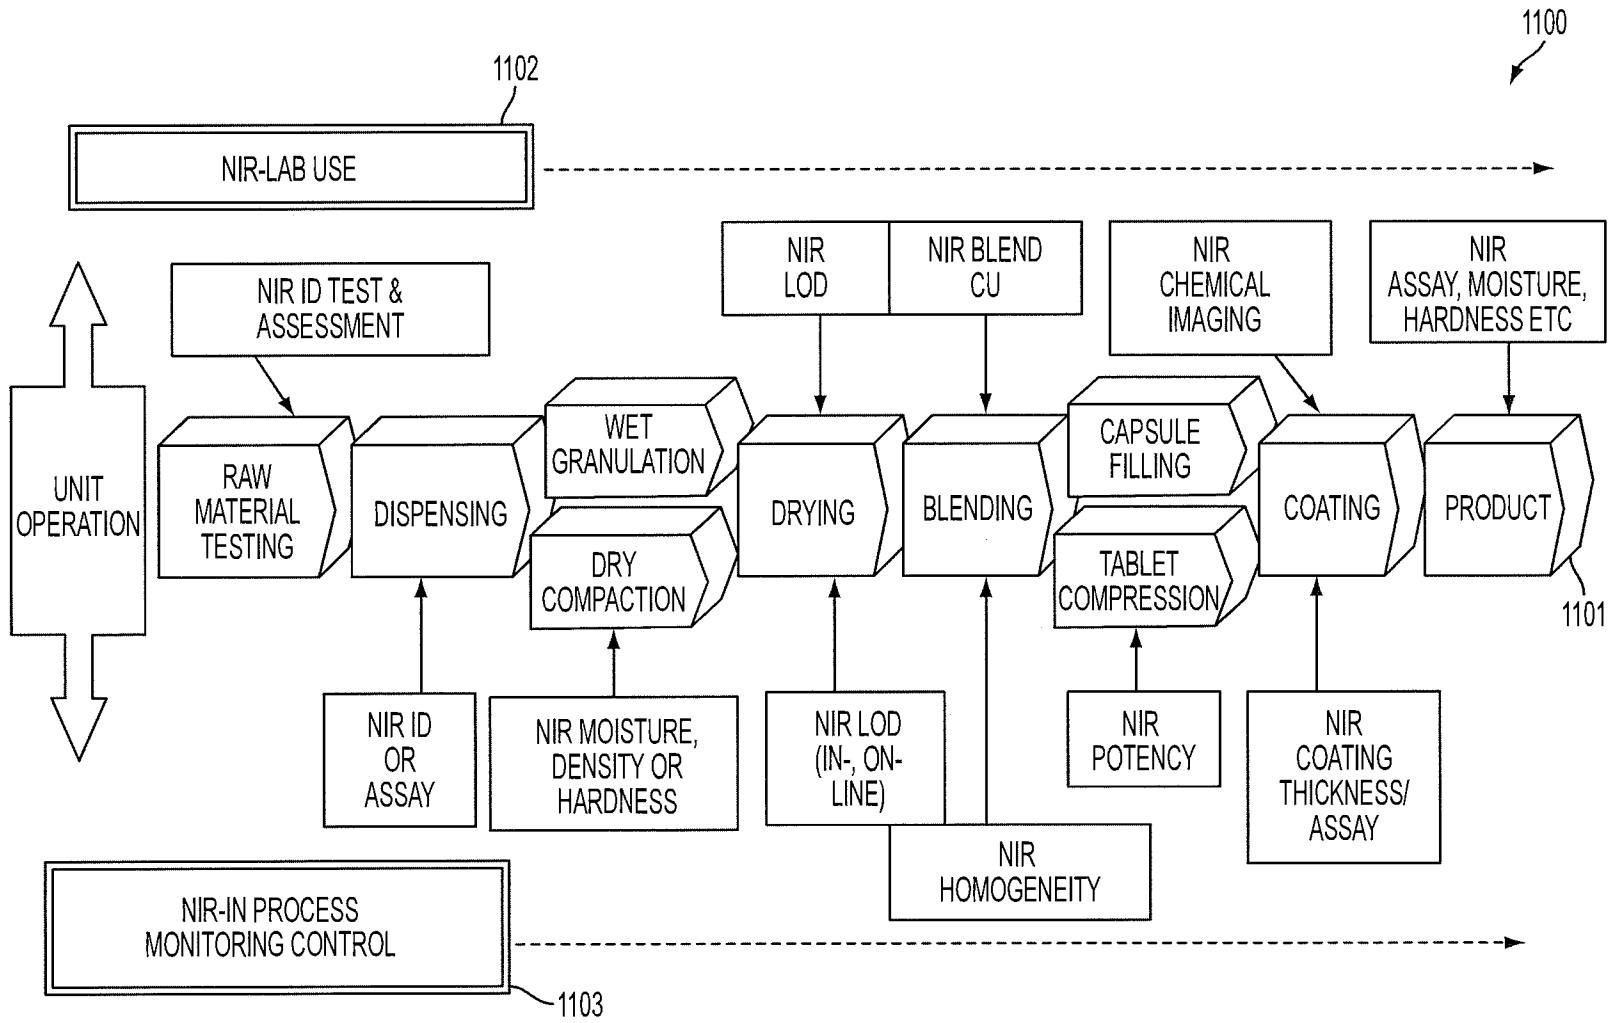 1100
1102
NIR-LAB USE
NIR
LOD
NIR BLEND
CU
NIR
CHEMICAL
IMAGING
NIR
ASSAY, MOISTURE,
HARDNESS ETC
NIR ID TEST &
ASSESSMENT
UNIT
OPERATION
RAW
MATERIAL
TESTING
DISPENSING
WET
GRANULATION
DRY
COMPACTION
DRYING
BLENDING
CAPSULE
FILLING
TABLET
COMPRESSION
COATING
PRODUCT
1101
NIR ID
OR
ASSAY
NIR MOISTURE,
DENSITY OR
HARDNESS
NIR LOD
(IN-, ON-
LINE)
NIR
HOMOGENEITY
NIR
POTENCY
NIR
COATING
THICKNESS/
ASSAY
NIR-IN PROCESS
MONITORING CONTROL
1103